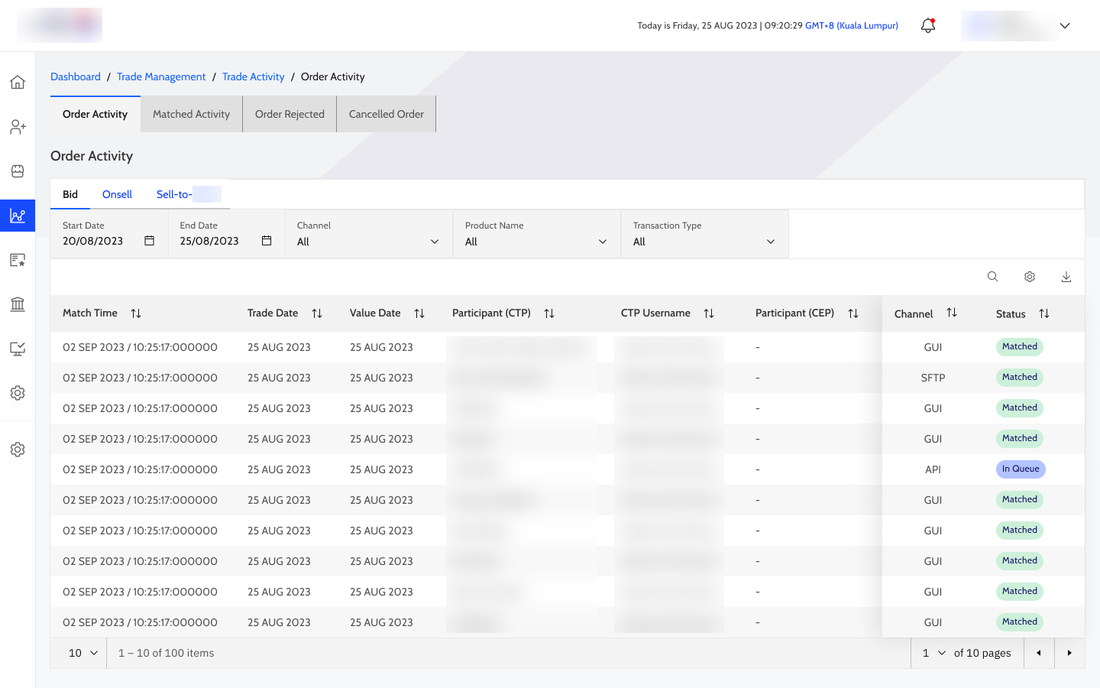 Today is Friday, 25 AUG 2023 | 09:20:29 GMT+8 (Kuala Lumpur)
Dashboard / Trade Management / Trade Activity / Order Activity
Order Activity Matched Activity Order Rejected Cancelled Order
Order Activity
Bid Onsell Sell-to-
Start Date End Date Channel Product Name Transaction Type
20/08/2023 25/08/2023 All All All
Match Time Trade Date Value Date Participant (CTP) CTP Username Participant (CEP) Channel Status
02 SEP 2023 / 10:25:17:000000 25 AUG 2023 25 AUG 2023 - GUI Matched
02 SEP 2023 / 10:25:17:000000 25 AUG 2023 25 AUG 2023 - SFTP Matched
02 SEP 2023 / 10:25:17:000000 25 AUG 2023 25 AUG 2023 - GUI Matched
02 SEP 2023 / 10:25:17:000000 25 AUG 2023 25 AUG 2023 - GUI Matched
02 SEP 2023 / 10:25:17:000000 25 AUG 2023 25 AUG 2023 - API In Queue
02 SEP 2023 / 10:25:17:000000 25 AUG 2023 25 AUG 2023 - GUI Matched
02 SEP 2023 / 10:25:17:000000 25 AUG 2023 25 AUG 2023 - GUI Matched
02 SEP 2023 / 10:25:17:000000 25 AUG 2023 25 AUG 2023 - GUI Matched
02 SEP 2023 / 10:25:17:000000 25 AUG 2023 25 AUG 2023 - GUI Matched
02 SEP 2023 / 10:25:17:000000 25 AUG 2023 25 AUG 2023 - GUI Matched
10 1 – 10 of 100 items 1 of 10 pages